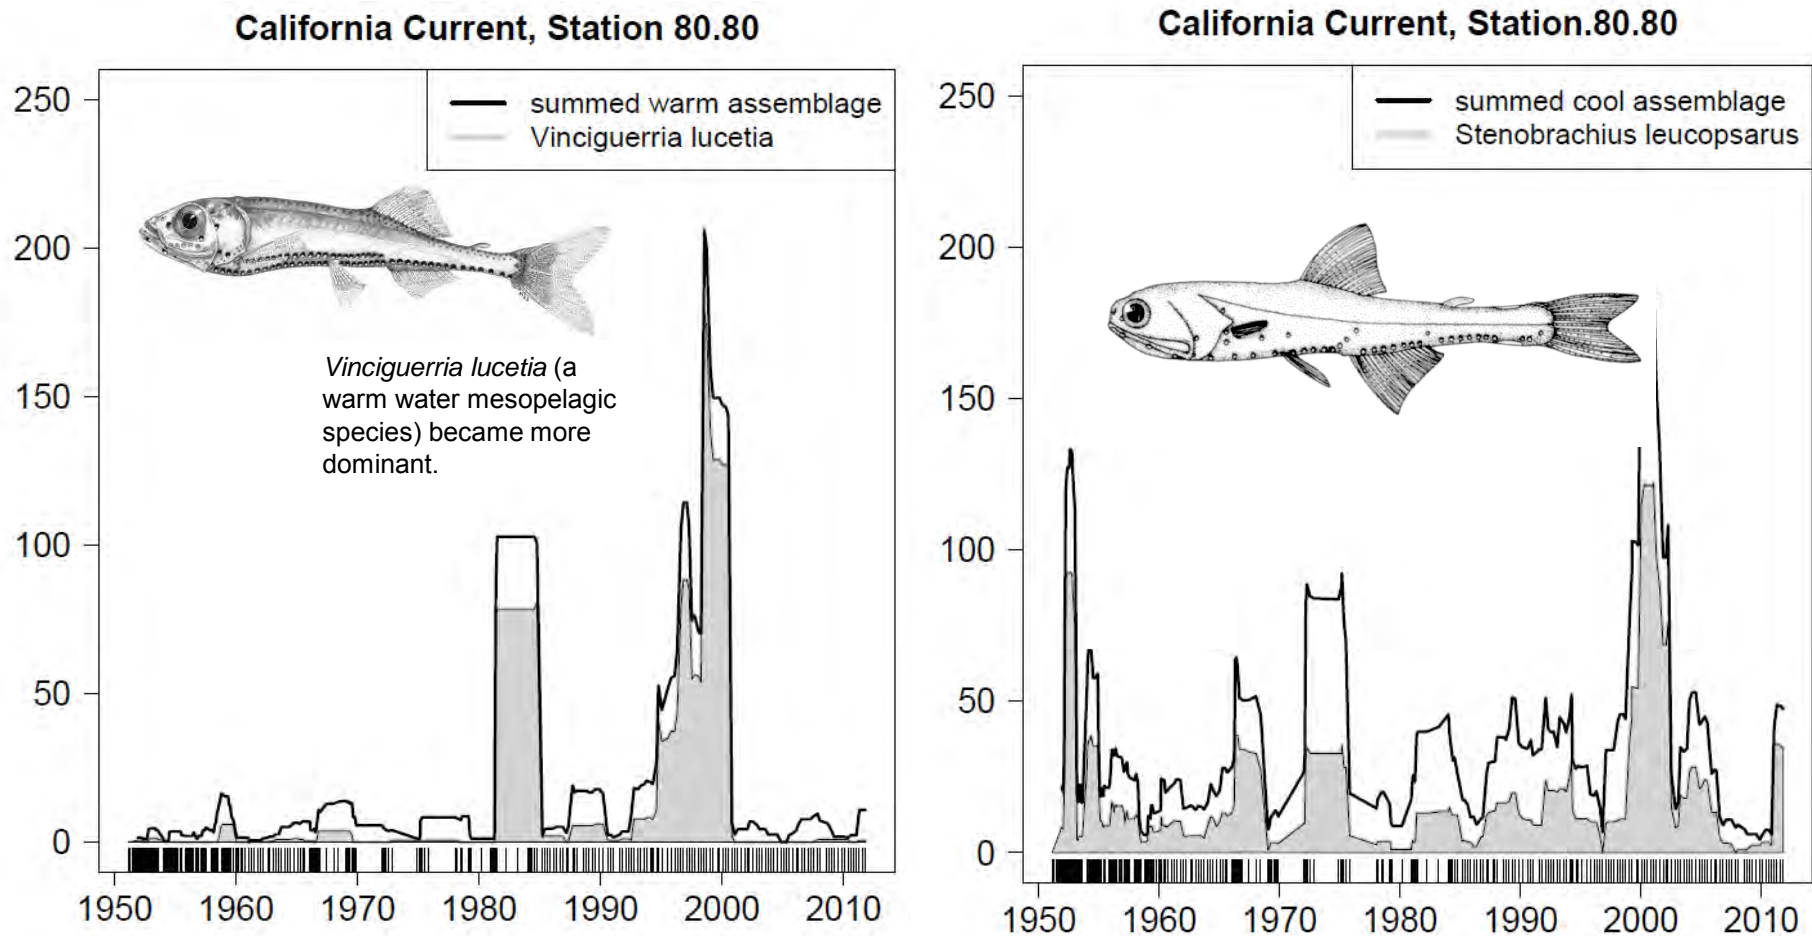 California Current, Station 80.80
250
200
150
100
50
0
summed warm assemblage
Vinciguerria lucetia
Vinciguerria lucetia (a
warm water mesopelagic
species) became more
dominant.
1950 1960 1970 1980 1990 2000 2010
California Current, Station.80.80
250
200
150
100
50
0
summed cool assemblage
Stenobrachius leucopsarus
1950 1960 1970 1980 1990 2000 2010